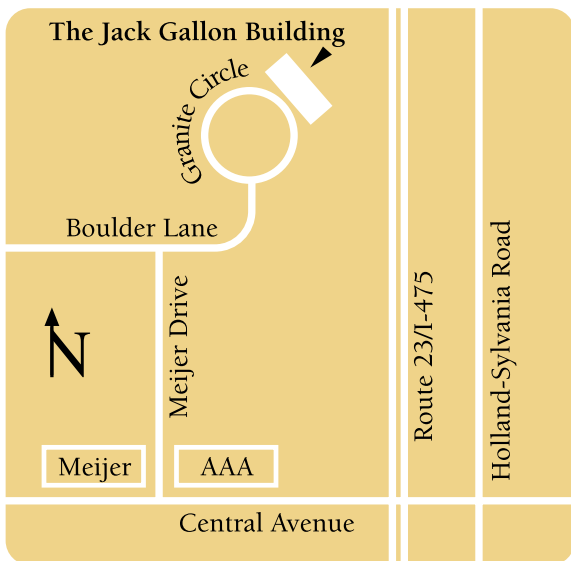 The Jack Gallon Building
Granite Circle
Boulder Lane
Meijer Drive
N
Route 23/I-475
Holland-Sylvania Road
Meijer
AAA
Central Avenue